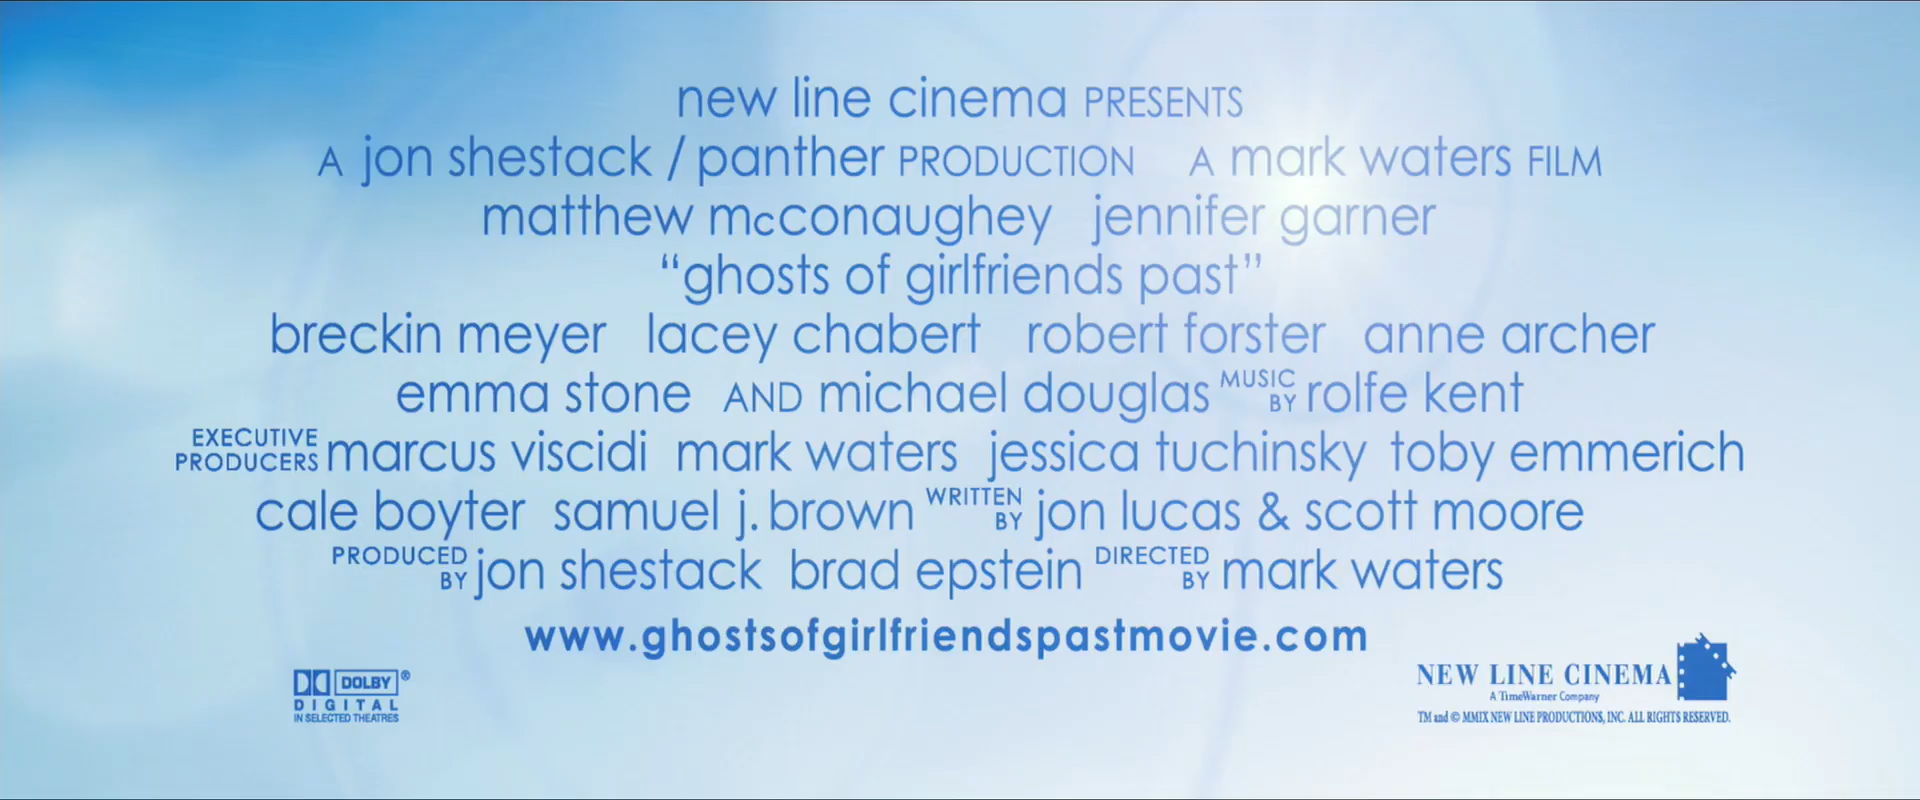 new line cinema PRESENTS
A jon shestack / panther PRODUCTION A mark waters FILM
matthew mcconaughey jennifer garner
“ghosts of girlfriends past”
breckin meyer lacey chabert robert forster anne archer
emma stone AND michael douglas MUSIC BY rolfe kent
EXECUTIVE PRODUCERS marcus viscidi mark waters jessica tuchinsky toby emmerich
cale boyter samuel j. brown WRITTEN BY jon lucas & scott moore
PRODUCED BY jon shestack brad epstein DIRECTED BY mark waters
www.ghostsofgirlfriendspastmovie.com
DOLBY ®
DIGITAL
IN SELECTED THEATRES
NEW LINE CINEMA
A TimeWarner Company
TM and © MMIX NEW LINE PRODUCTIONS, INC. ALL RIGHTS RESERVED.